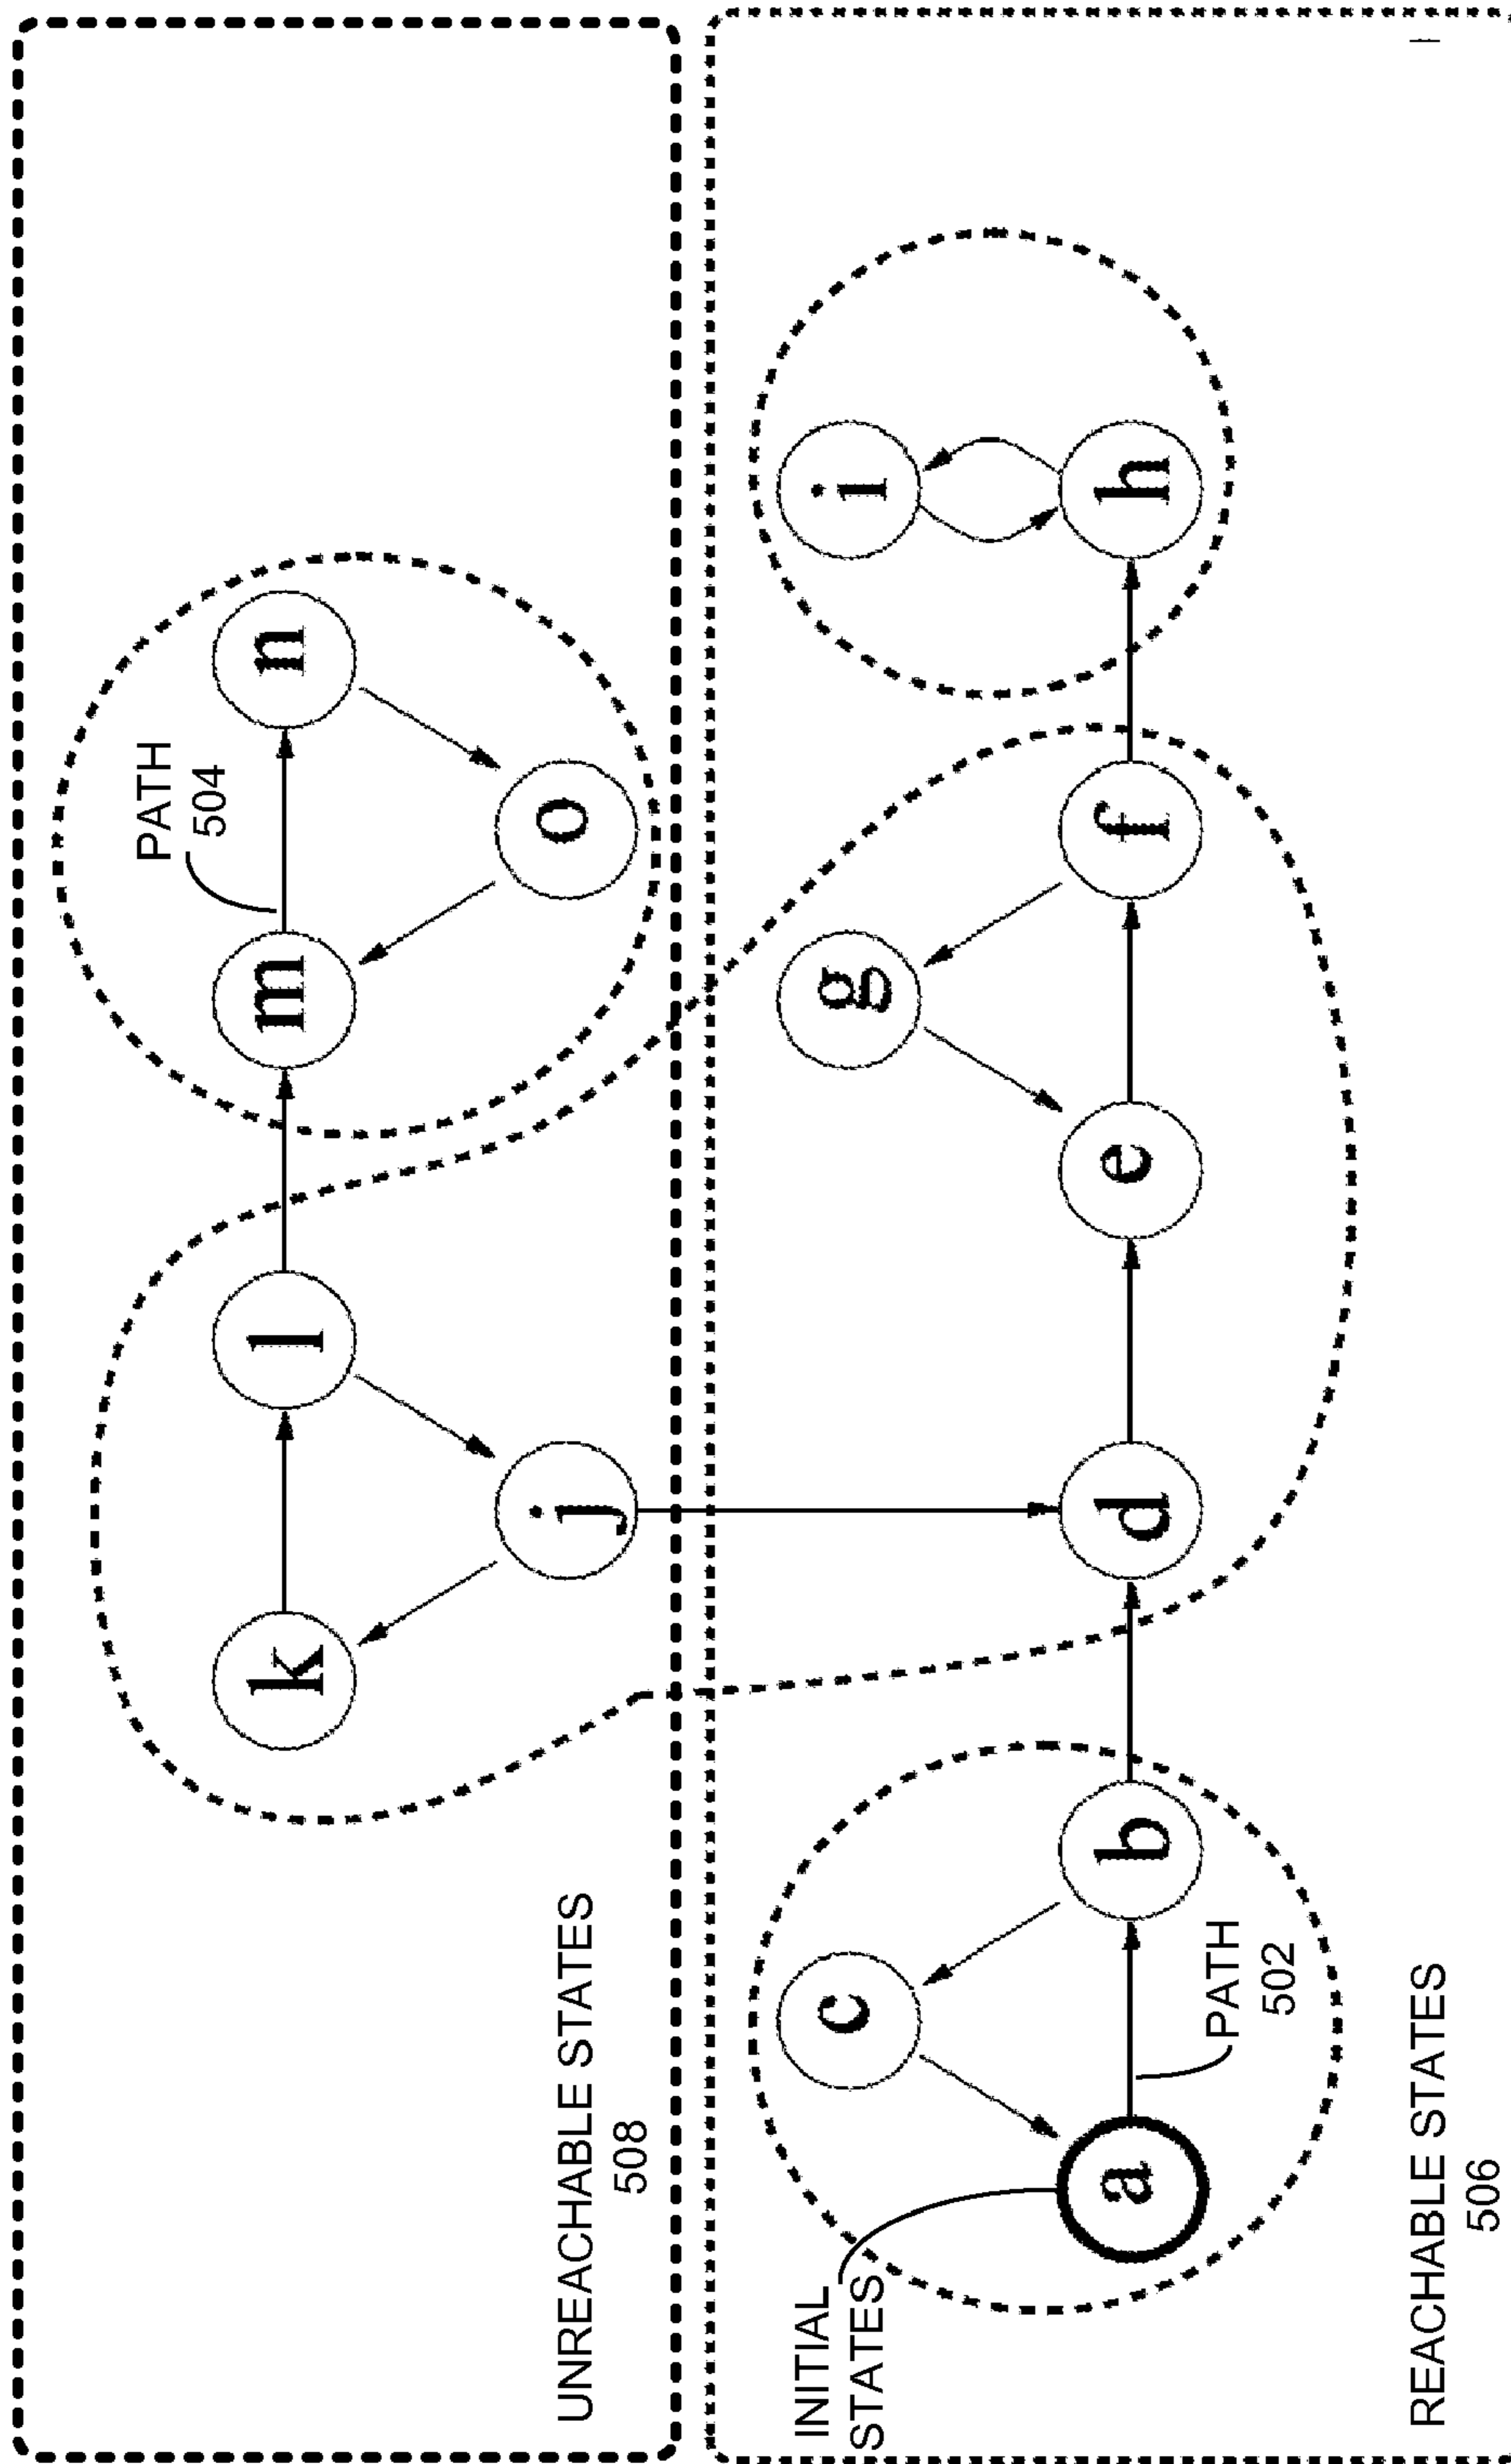 UNREACHABLE STATES
508
k
l
j
m
PATH
504
n
o
INITIAL
STATES
a
c
b
PATH
502
d
e
g
f
i
h
REACHABLE STATES
506